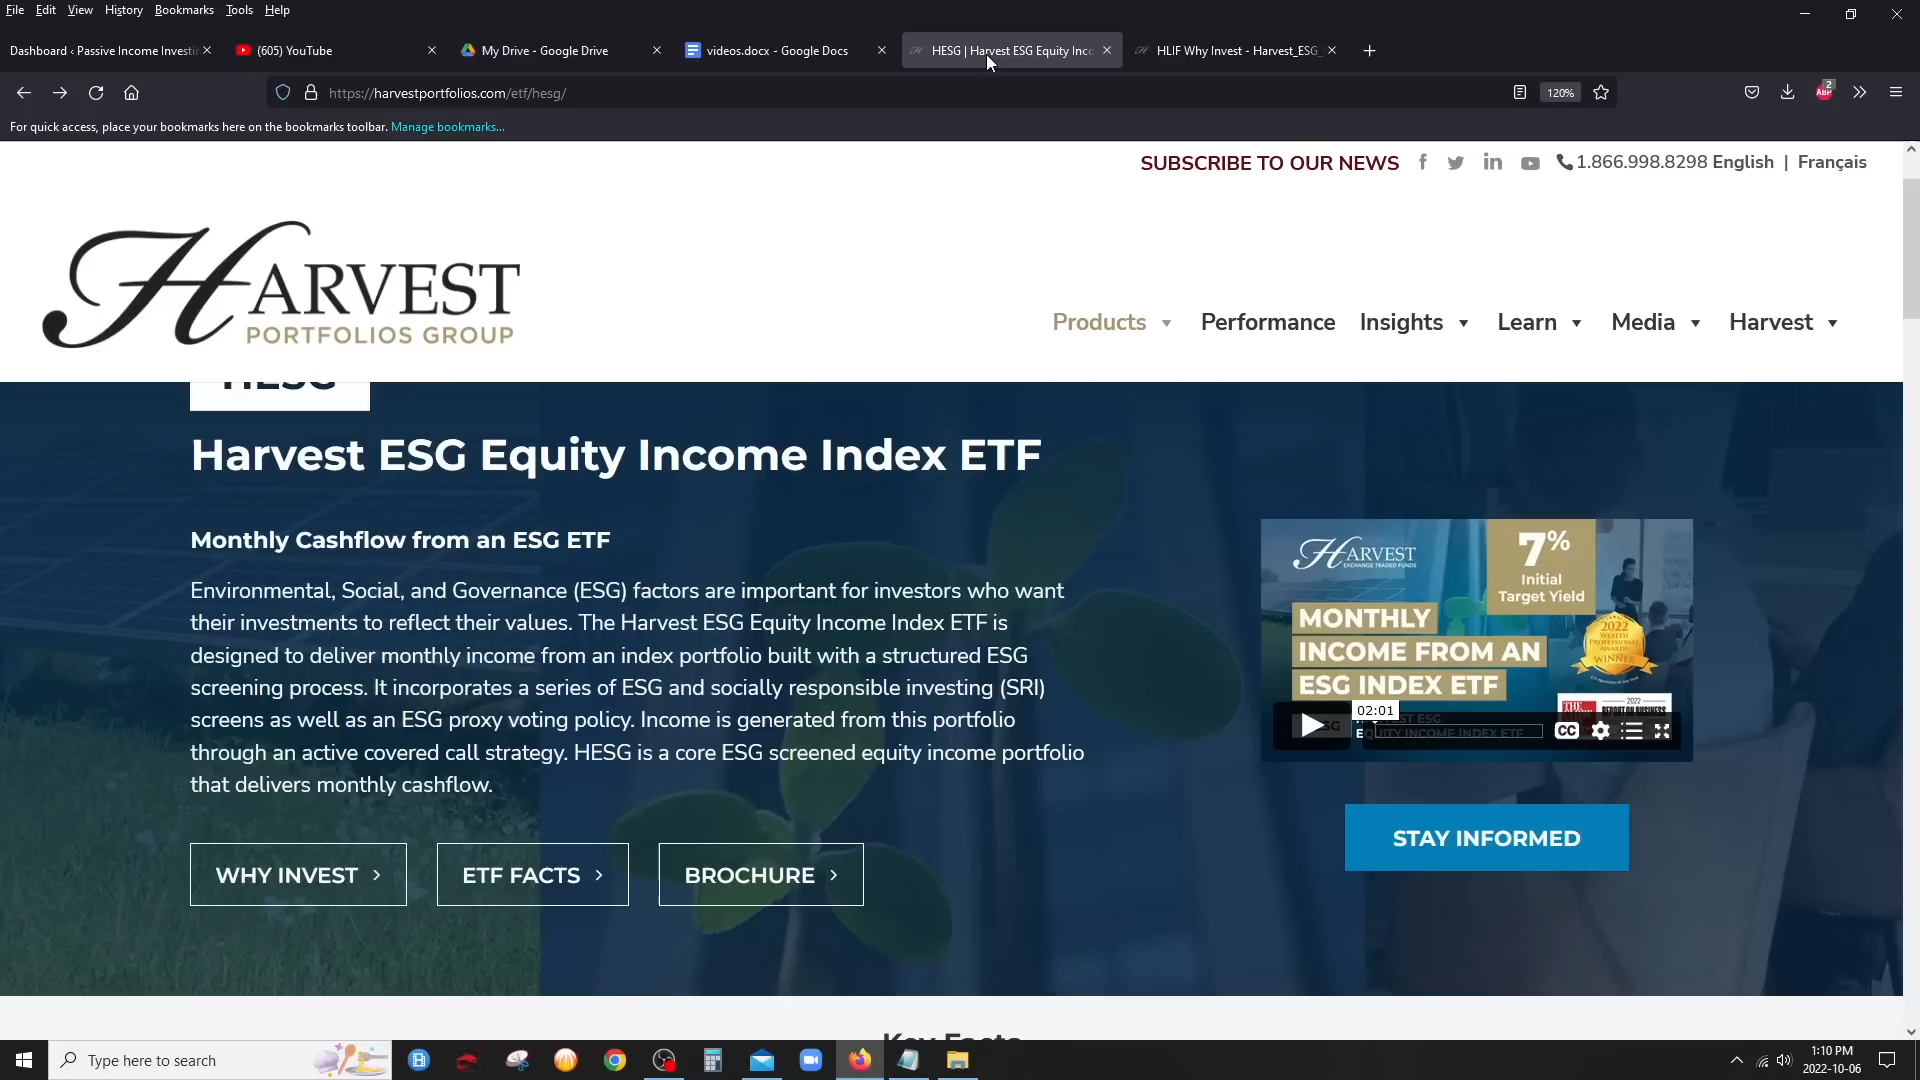 File Edit View History Bookmarks Tools Help
Dashboard ‹ Passive Income Investin
(605) YouTube
My Drive - Google Drive
videos.docx - Google Docs
HESG | Harvest ESG Equity Inco
HLIF Why Invest - Harvest_ESG_
https://harvestportfolios.com/etf/hesg/
120%
ABP
2
For quick access, place your bookmarks here on the bookmarks toolbar. Manage bookmarks...
SUBSCRIBE TO OUR NEWS
1.866.998.8298 English | Français
HARVEST
PORTFOLIOS GROUP
Products Performance Insights Learn Media Harvest
HESG
Harvest ESG Equity Income Index ETF
Monthly Cashflow from an ESG ETF
Environmental, Social, and Governance (ESG) factors are important for investors who want
their investments to reflect their values. The Harvest ESG Equity Income Index ETF is
designed to deliver monthly income from an index portfolio built with a structured ESG
screening process. It incorporates a series of ESG and socially responsible investing (SRI)
screens as well as an ESG proxy voting policy. Income is generated from this portfolio
through an active covered call strategy. HESG is a core ESG screened equity income portfolio
that delivers monthly cashflow.
WHY INVEST ›
ETF FACTS ›
BROCHURE ›
HARVEST
EXCHANGE TRADED FUNDS
7%
Initial
Target Yield
MONTHLY
INCOME FROM AN
ESG INDEX ETF
2022
WEALTH
PROFESSIONAL
AWARDS
WINNER
2022
REPORT ON BUSINESS
02:01
EQUITY INCOME INDEX ETF
CC
STAY INFORMED
Key Facts
Type here to search
1:10 PM
2022-10-06